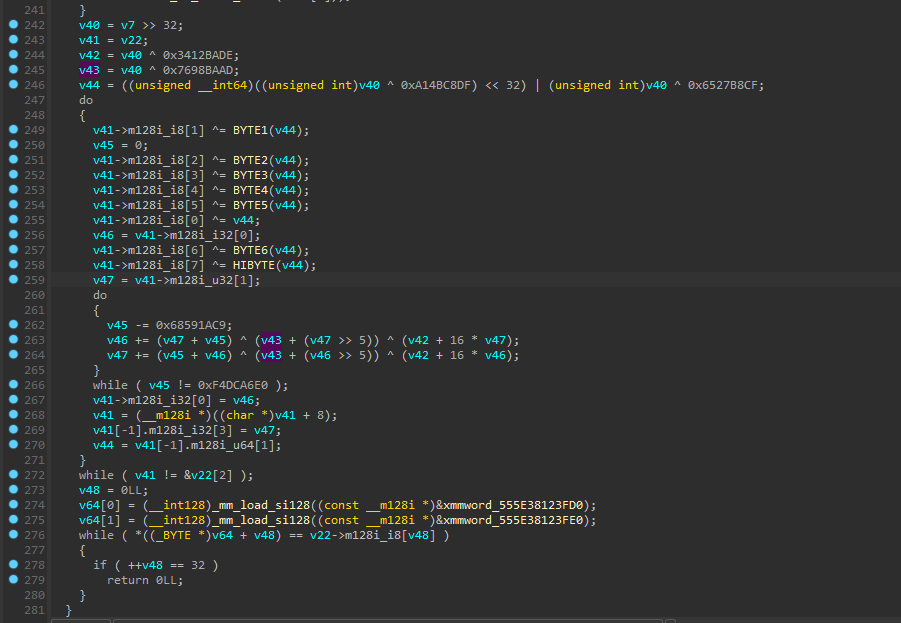 241 }
242 v40 = v7 >> 32;
243 v41 = v22;
244 v42 = v40 ^ 0x3412BADE;
245 v43 = v40 ^ 0x7698BAAD;
246 v44 = ((unsigned __int64)((unsigned int)v40 ^ 0xA14BC8DF) << 32) | (unsigned int)v40 ^ 0x6527B8CF;
247 do
248 {
249 v41->m128i_i8[1] ^= BYTE1(v44);
250 v45 = 0;
251 v41->m128i_i8[2] ^= BYTE2(v44);
252 v41->m128i_i8[3] ^= BYTE3(v44);
253 v41->m128i_i8[4] ^= BYTE4(v44);
254 v41->m128i_i8[5] ^= BYTE5(v44);
255 v41->m128i_i8[0] ^= v44;
256 v46 = v41->m128i_i32[0];
257 v41->m128i_i8[6] ^= BYTE6(v44);
258 v41->m128i_i8[7] ^= HIBYTE(v44);
259 v47 = v41->m128i_u32[1];
260 do
261 {
262 v45 -= 0x68591AC9;
263 v46 += (v47 + v45) ^ (v43 + (v47 >> 5)) ^ (v42 + 16 * v47);
264 v47 += (v45 + v46) ^ (v43 + (v46 >> 5)) ^ (v42 + 16 * v46);
265 }
266 while ( v45 != 0xF4DCA6E0 );
267 v41->m128i_i32[0] = v46;
268 v41 = (__m128i *)((char *)v41 + 8);
269 v41[-1].m128i_i32[3] = v47;
270 v44 = v41[-1].m128i_u64[1];
271 }
272 while ( v41 != &v22[2] );
273 v48 = 0LL;
274 v64[0] = (__int128)_mm_load_si128((const __m128i *)&xmmword_555E38123FD0);
275 v64[1] = (__int128)_mm_load_si128((const __m128i *)&xmmword_555E38123FE0);
276 while ( *((_BYTE *)v64 + v48) == v22->m128i_i8[v48] )
277 {
278 if ( ++v48 == 32 )
279 return 0LL;
280 }
281 }